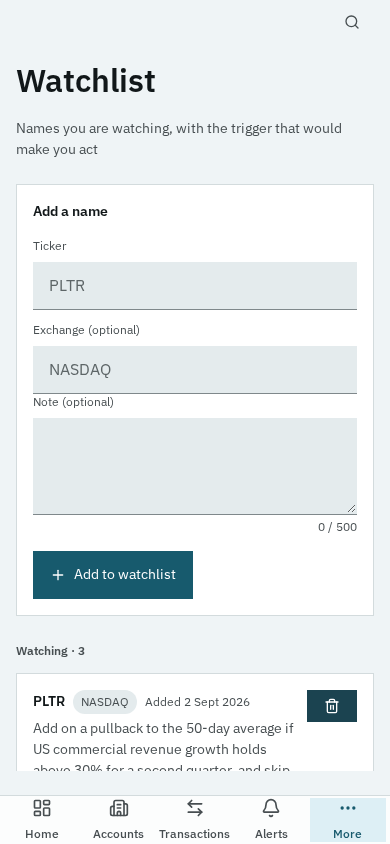 Watchlist
Names you are watching, with the trigger that would
make you act
Add a name
Ticker
PLTR
Exchange (optional)
NASDAQ
Note (optional)
0 / 500
Add to watchlist
Watching · 3
PLTR NASDAQ Added 2 Sept 2026
Add on a pullback to the 50-day average if
US commercial revenue growth holds
above 30% for a second quarter, and skip
Home Accounts Transactions Alerts More